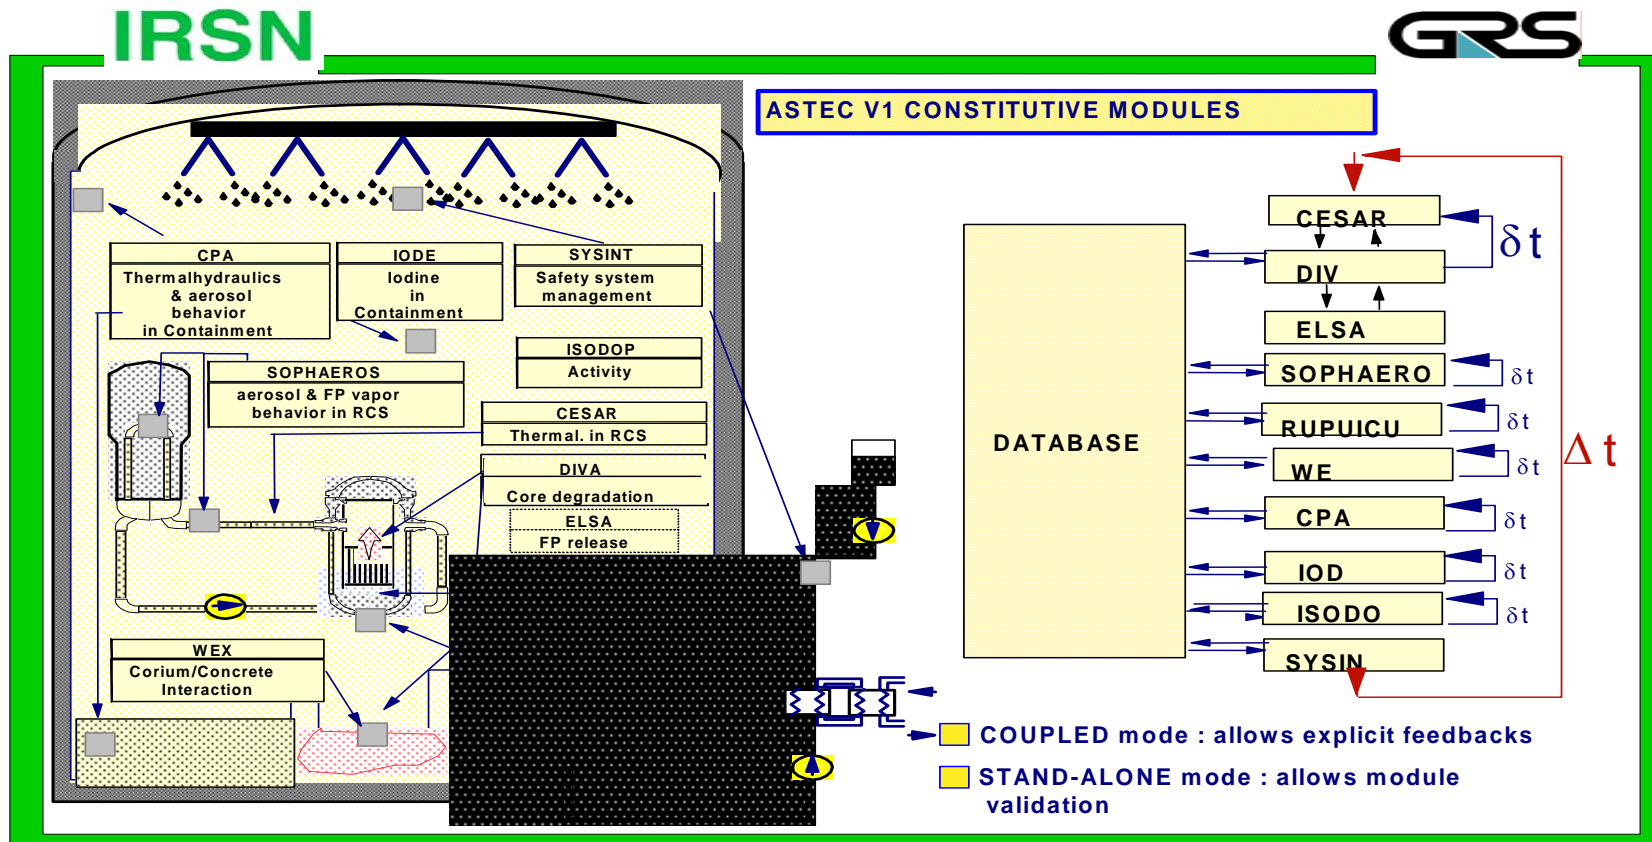 IRSN
GRS
ASTEC V1 CONSTITUTIVE MODULES
CPA
Thermalhydraulics
& aerosol
behavior
in Containment
IODE
Iodine
in
Containment
SYSINT
Safety system
management
ISODOP
Activity
SOPHAEROS
aerosol & FP vapor
behavior in RCS
CESAR
Thermal. in RCS
DIVA
Core degradation
ELSA
FP release
WEX
Corium/Concrete
Interaction
DATABASE
CESAR
δt
DIV
ELSA
SOPHAERO
δt
RUPUICU
δt
WE
δt
CPA
δt
IOD
δt
ISODO
δt
SYSIN
Δt
COUPLED mode : allows explicit feedbacks
STAND-ALONE mode : allows module
validation